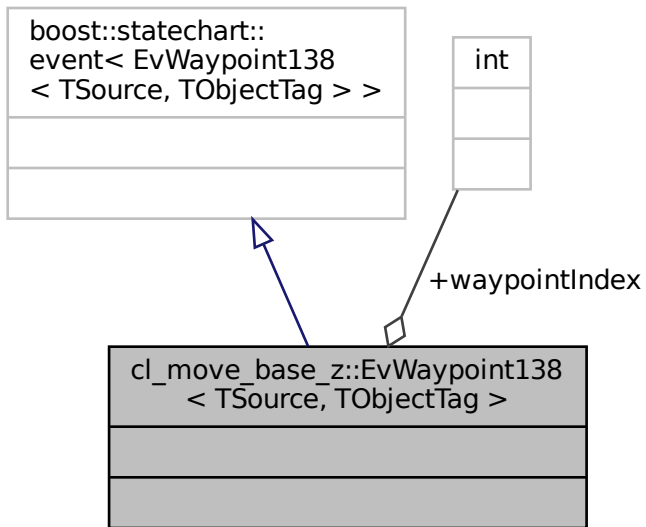 boost::statechart::
event< EvWaypoint138
< TSource, TObjectTag > >
int
+waypointIndex
cl_move_base_z::EvWaypoint138
< TSource, TObjectTag >